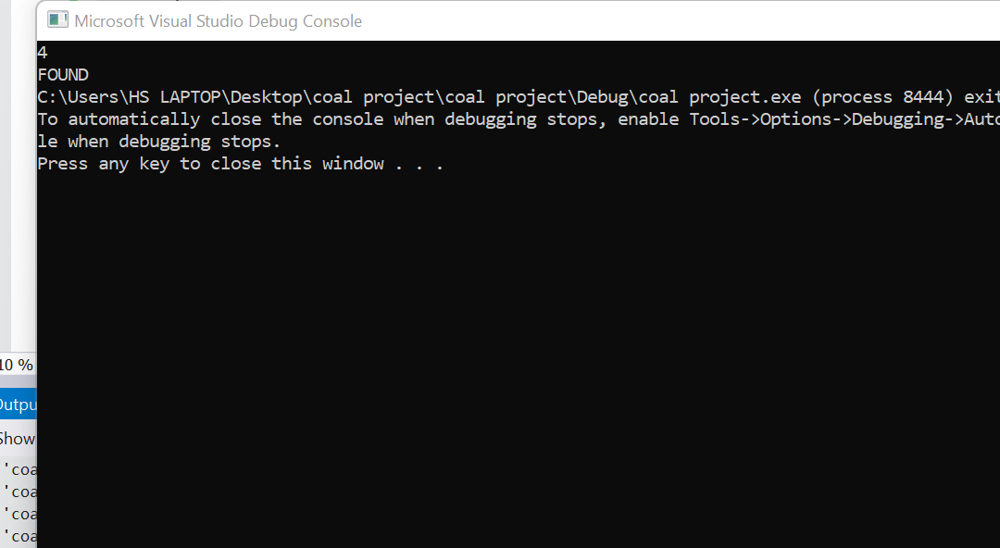 Microsoft Visual Studio Debug Console
4
FOUND
C:\Users\HS LAPTOP\Desktop\coal project\coal project\Debug\coal project.exe (process 8444) exit
To automatically close the console when debugging stops, enable Tools->Options->Debugging->Auto
le when debugging stops.
Press any key to close this window . . .
10 %
Outpu
Show
'coa
'coa
'coa
'coa